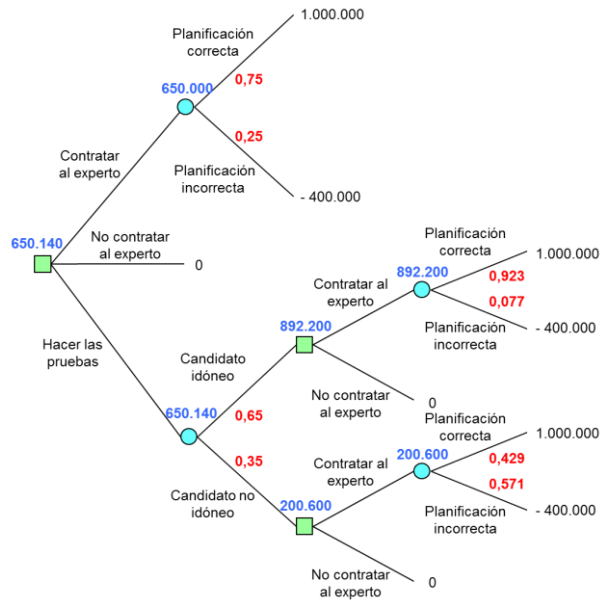 1.000.000
Planificación
correcta
650.000
0,75
Contratar
al experto
0,25
Planificación
incorrecta
- 400.000
650.140
No contratar
al experto
0
Planificación
correcta
1.000.000
892.200
0,923
Contratar al
experto
0,077
Hacer las
pruebas
892.200
Planificación
incorrecta
- 400.000
Candidato
idóneo
No contratar
al experto
0
650.140
0,65
Planificación
correcta
1.000.000
200.600
0,429
0,35
Contratar al
experto
0,571
Candidato no
idóneo
200.600
Planificación
incorrecta
- 400.000
No contratar
al experto
0